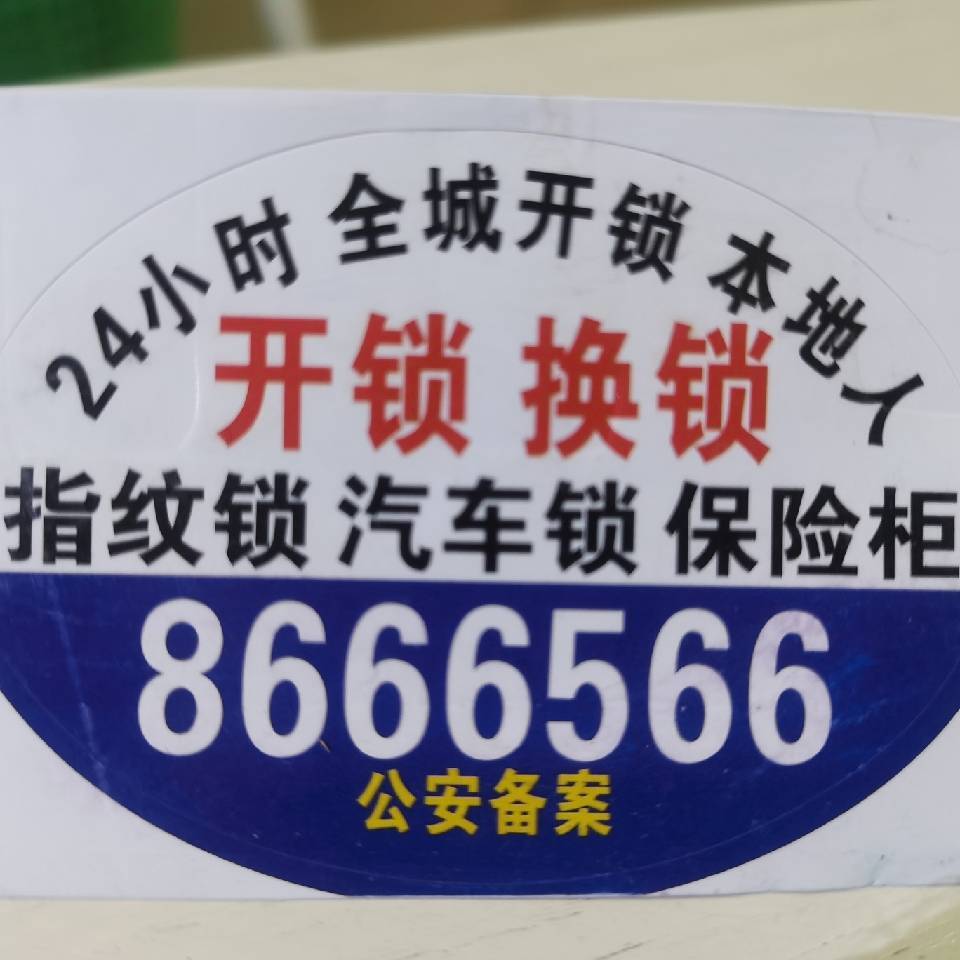 24小时 全城开锁 本地人
开锁 换锁
指纹锁 汽车锁 保险柜
8666566
公安备案